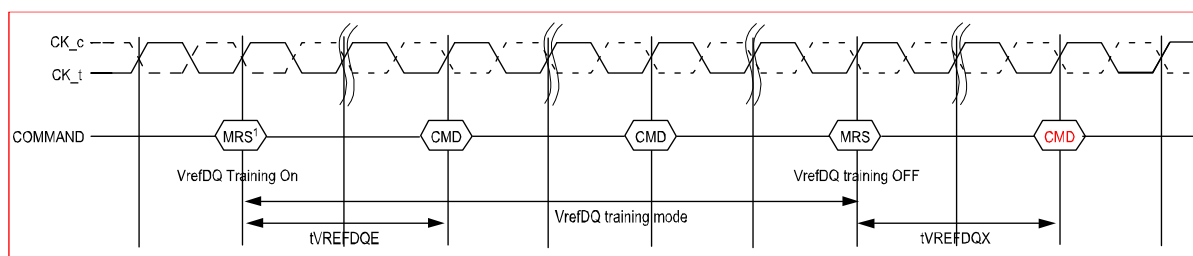 CK_c
CK_t
COMMAND
MRS1
CMD
CMD
MRS
CMD
VrefDQ Training On
VrefDQ training OFF
VrefDQ training mode
tVREFDQE
tVREFDQX